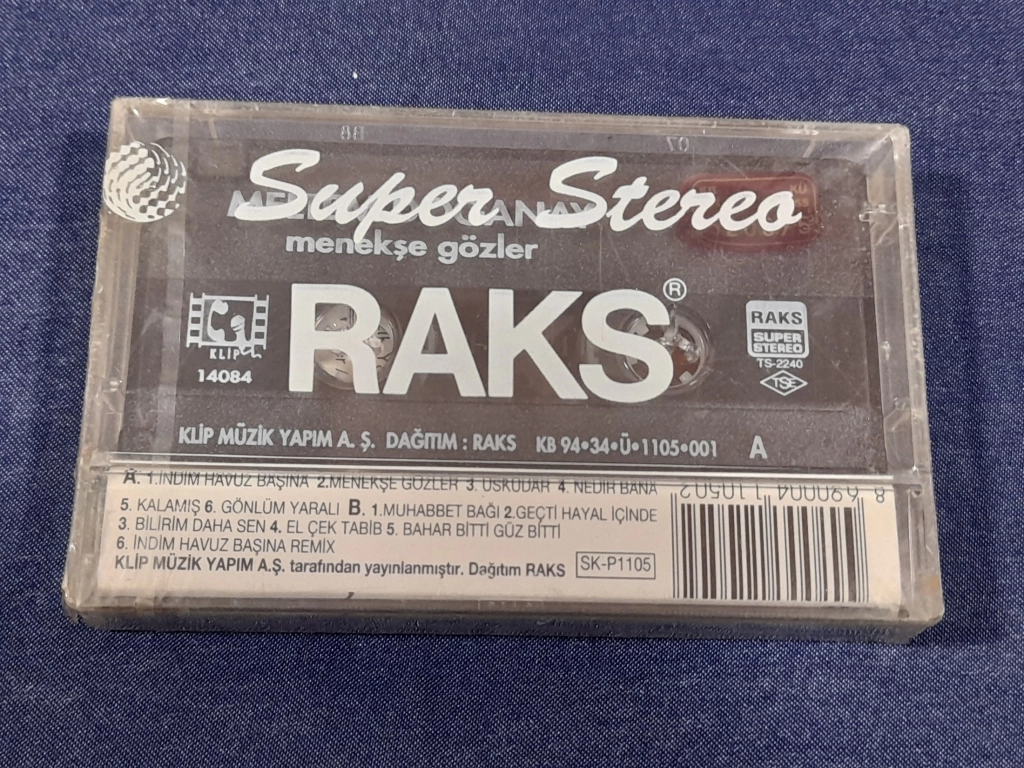 Super Stereo
menekşe gözler
RAKS®
KLİP
14084
RAKS
SUPER
STEREO
TS-2240
TSE
KLİP MÜZİK YAPIM A. Ş. DAĞITIM : RAKS KB 94•34•Ü•1105•001 A
A. 1.İNDİM HAVUZ BAŞINA 2.MENEKŞE GÖZLER 3. ÜSKÜDAR 4. NEDİR BANA
5. KALAMIŞ 6. GÖNLÜM YARALI B. 1.MUHABBET BAĞI 2.GEÇTİ HAYAL İÇİNDE
3. BİLİRİM DAHA SEN 4. EL ÇEK TABİB 5. BAHAR BİTTİ GÜZ BİTTİ
6. İNDİM HAVUZ BAŞINA REMIX
KLİP MÜZİK YAPIM A.Ş. tarafından yayınlanmıştır. Dağıtım RAKS SK-P1105
8 690004 110502